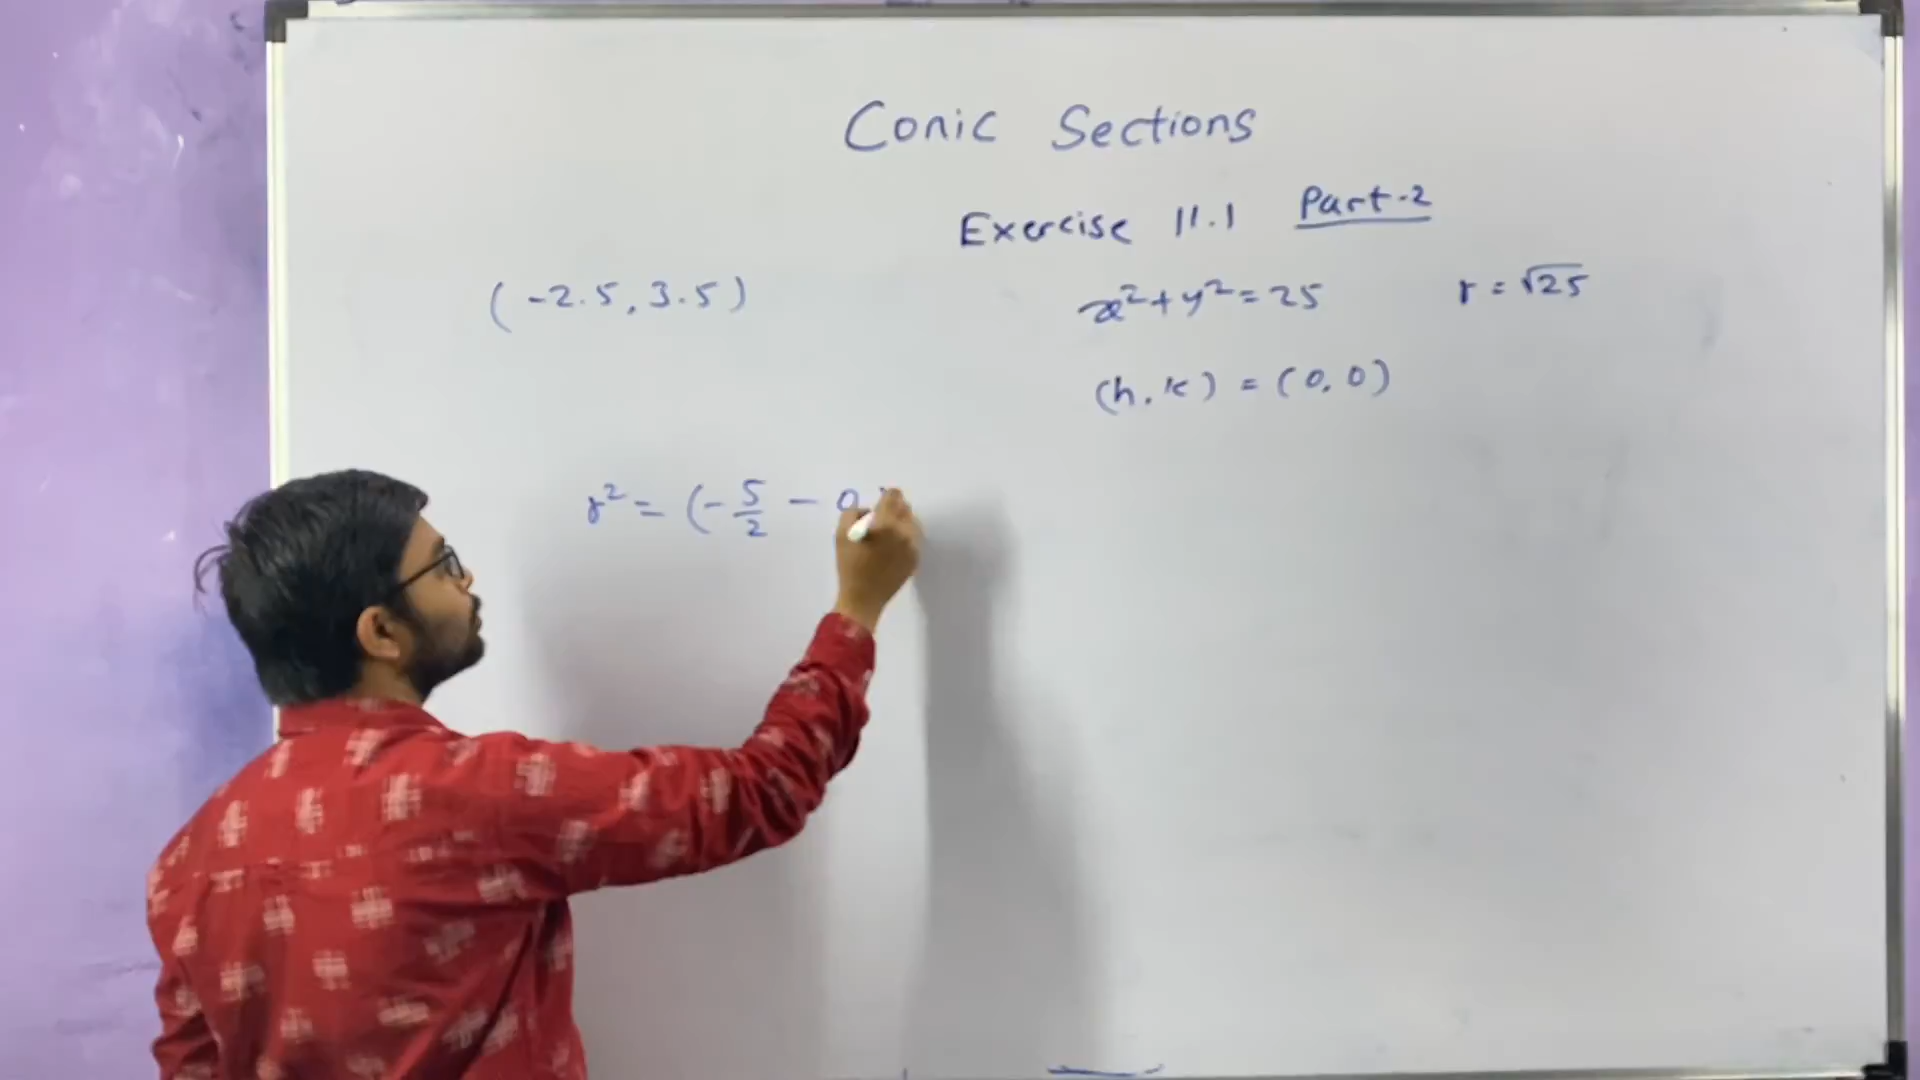 Conic Sections
Exercise 11.1 Part-2
(-2.5, 3.5)
x²+y²=25 r=√25
(h, k) = (0, 0)
r² = (-5/2 - 0